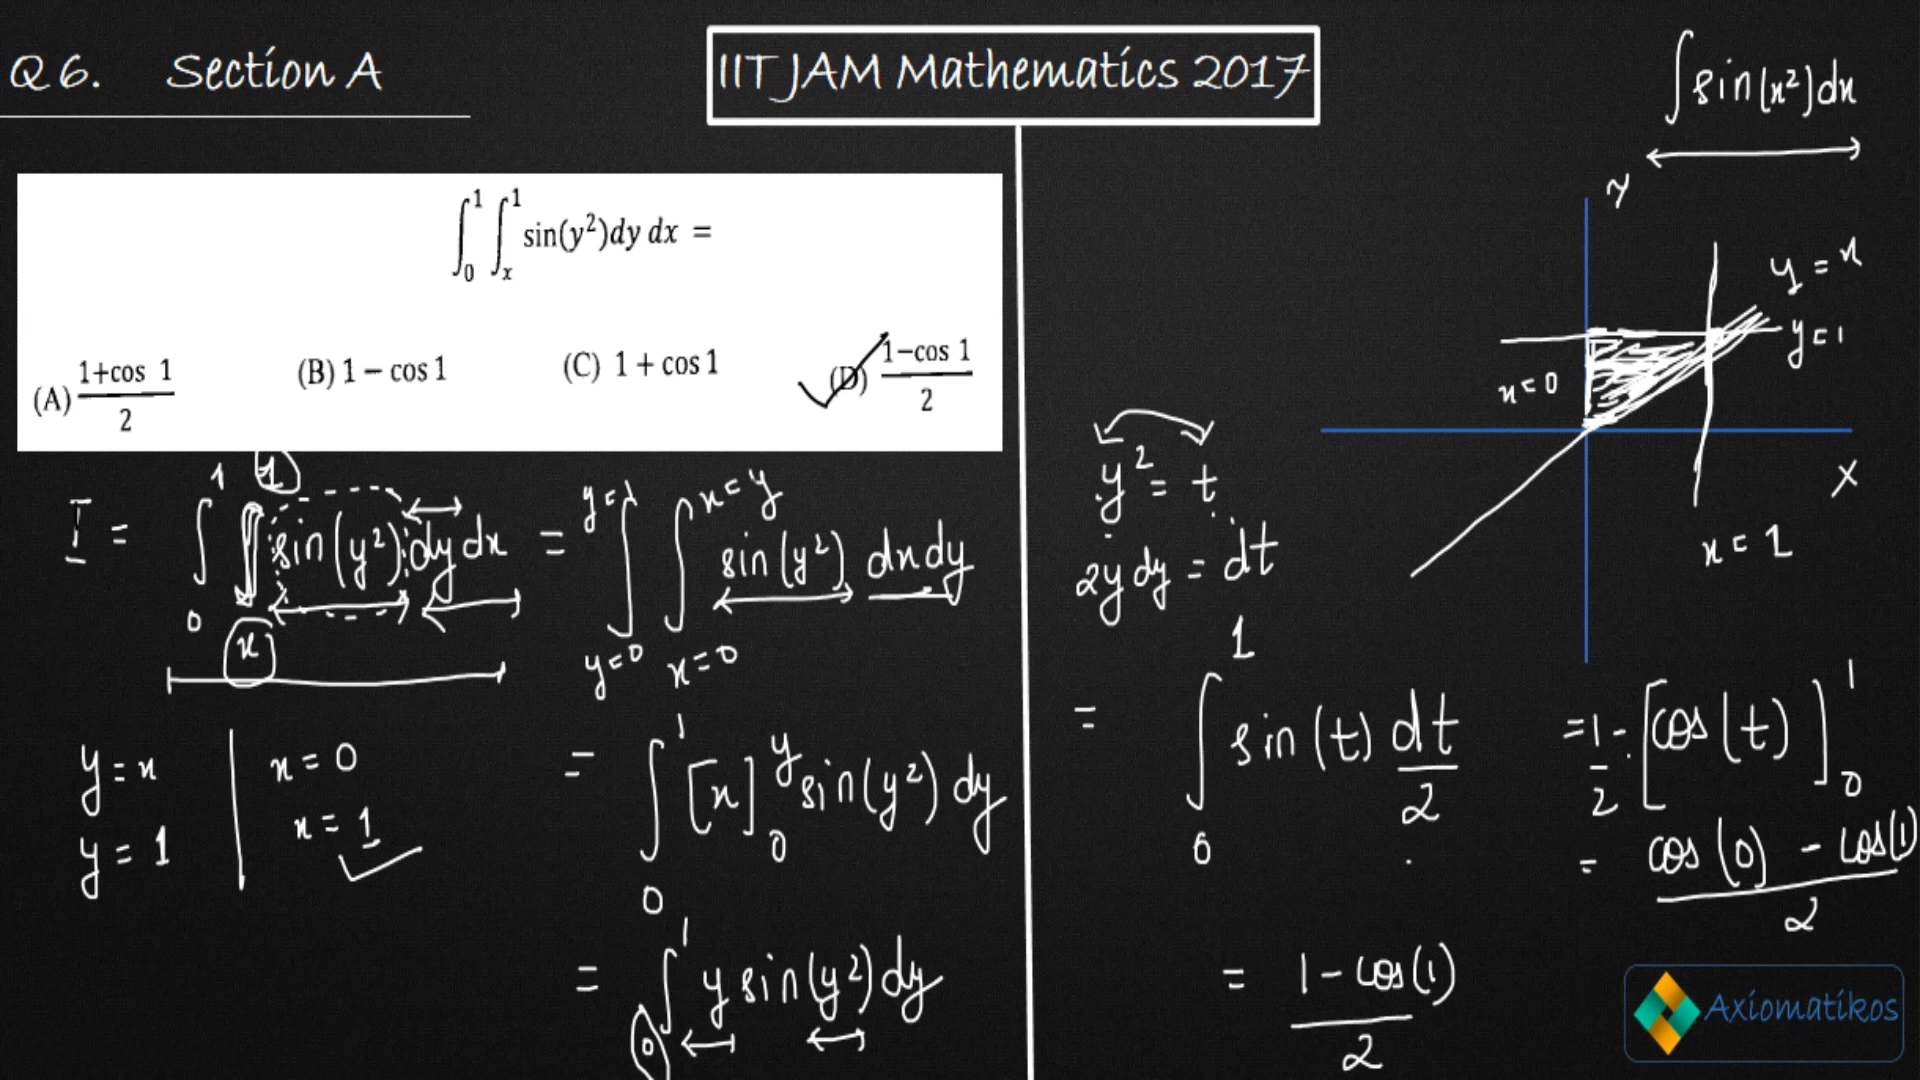 Q 6. Section A
IIT JAM Mathematics 2017
∫₀¹ ∫ₓ¹ sin(y²)dy dx =
(A) (1+cos 1)/2 (B) 1 − cos 1 (C) 1 + cos 1 (D) (1−cos 1)/2
I = ∫₀¹ ∫ₓ¹ sin(y²) dy dx = ∫_{y=0}^{y=1} ∫_{x=0}^{x=y} sin(y²) dx dy
y = x
y = 1
x = 0
x = 1
= ∫₀¹ [x]₀^y sin(y²) dy
= ∫₀¹ y sin(y²) dy
∫ sin(x²) dx
Y
y = x
y = 1
x = 0
X
x = 1
y² = t
2y dy = dt
= ∫₀¹ sin(t) dt/2 = 1/2 · -[cos(t)]₀¹
= (cos(0) − cos(1))/2
= (1 − cos(1))/2
Axiomatikos